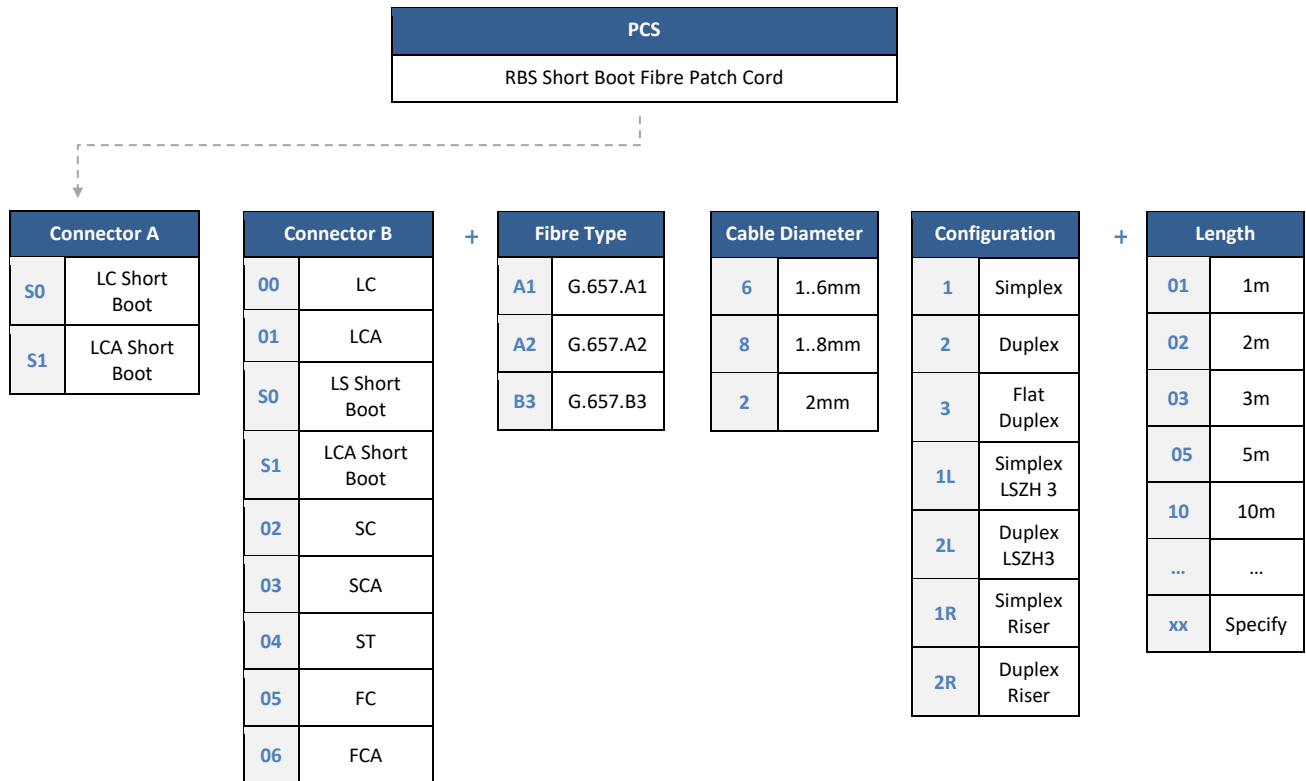 PCS
RBS Short Boot Fibre Patch Cord
Connector A
S0 LC Short
Boot
S1 LCA Short
Boot
Connector B
00 LC
01 LCA
S0 LS Short
Boot
S1 LCA Short
Boot
02 SC
03 SCA
04 ST
05 FC
06 FCA
+
Fibre Type
A1 G.657.A1
A2 G.657.A2
B3 G.657.B3
Cable Diameter
6 1..6mm
8 1..8mm
2 2mm
Configuration
1 Simplex
2 Duplex
3 Flat
Duplex
1L Simplex
LSZH 3
2L Duplex
LSZH3
1R Simplex
Riser
2R Duplex
Riser
+
Length
01 1m
02 2m
03 3m
05 5m
10 10m
... ...
xx Specify